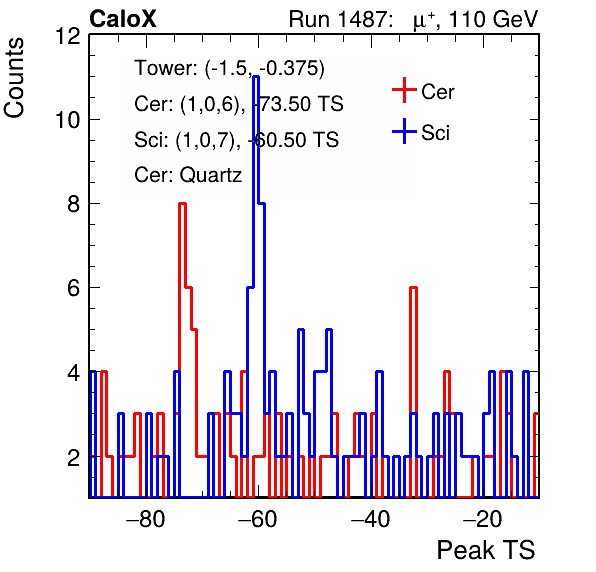 CaloX Run 1487: μ⁺, 110 GeV
Counts
12
10
8
6
4
2
Tower: (-1.5, -0.375)
Cer: (1,0,6), -73.50 TS
Sci: (1,0,7), -60.50 TS
Cer: Quartz
Cer
Sci
−80 −60 −40 −20
Peak TS